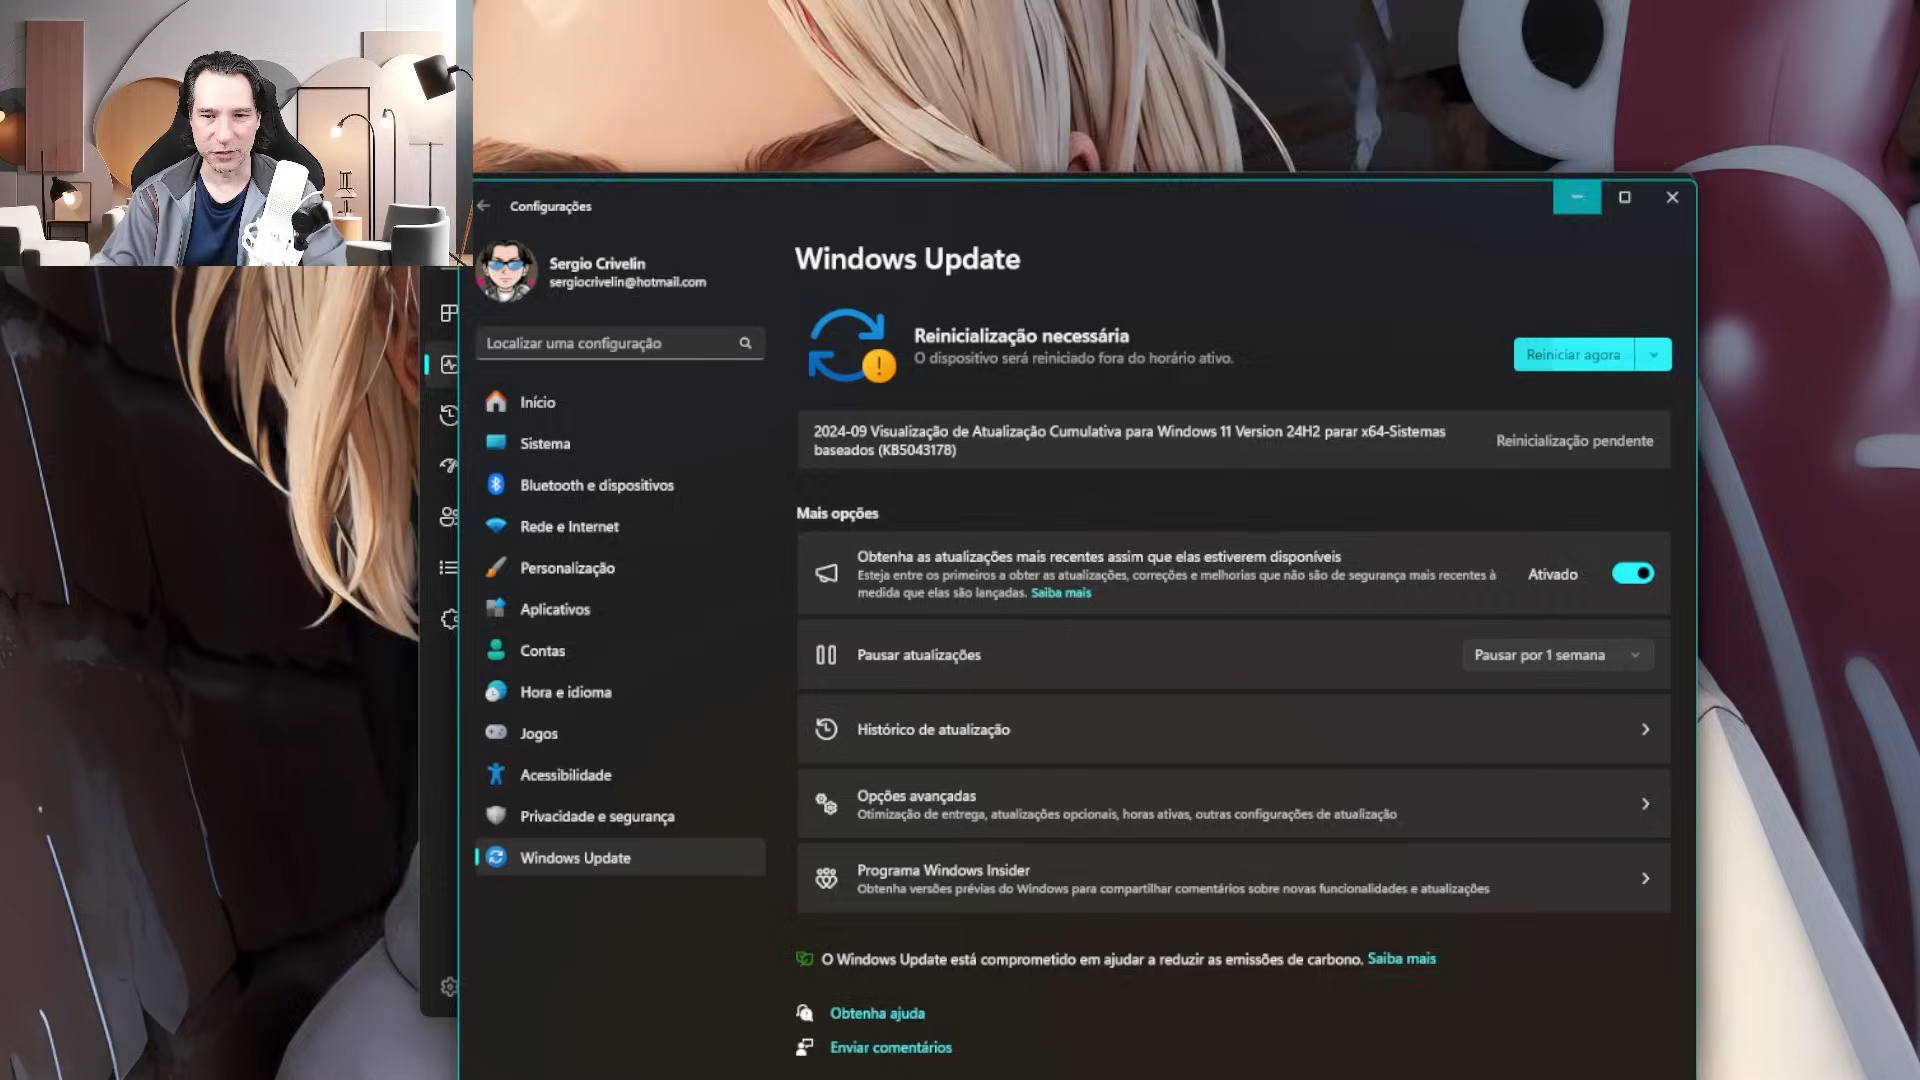 Configurações
Sergio Crivelin
sergiocrivelin@hotmail.com
Localizar uma configuração
Início
Sistema
Bluetooth e dispositivos
Rede e Internet
Personalização
Aplicativos
Contas
Hora e idioma
Jogos
Acessibilidade
Privacidade e segurança
Windows Update
Windows Update
Reinicialização necessária
O dispositivo será reiniciado fora do horário ativo.
Reiniciar agora
2024-09 Visualização de Atualização Cumulativa para Windows 11 Version 24H2 parar x64-Sistemas
baseados (KB5043178)
Reinicialização pendente
Mais opções
Obtenha as atualizações mais recentes assim que elas estiverem disponíveis
Esteja entre os primeiros a obter as atualizações, correções e melhorias que não são de segurança mais recentes à
medida que elas são lançadas. Saiba mais
Ativado
Pausar atualizações
Pausar por 1 semana
Histórico de atualização
Opções avançadas
Otimização de entrega, atualizações opcionais, horas ativas, outras configurações de atualização
Programa Windows Insider
Obtenha versões prévias do Windows para compartilhar comentários sobre novas funcionalidades e atualizações
O Windows Update está comprometido em ajudar a reduzir as emissões de carbono. Saiba mais
Obtenha ajuda
Enviar comentários